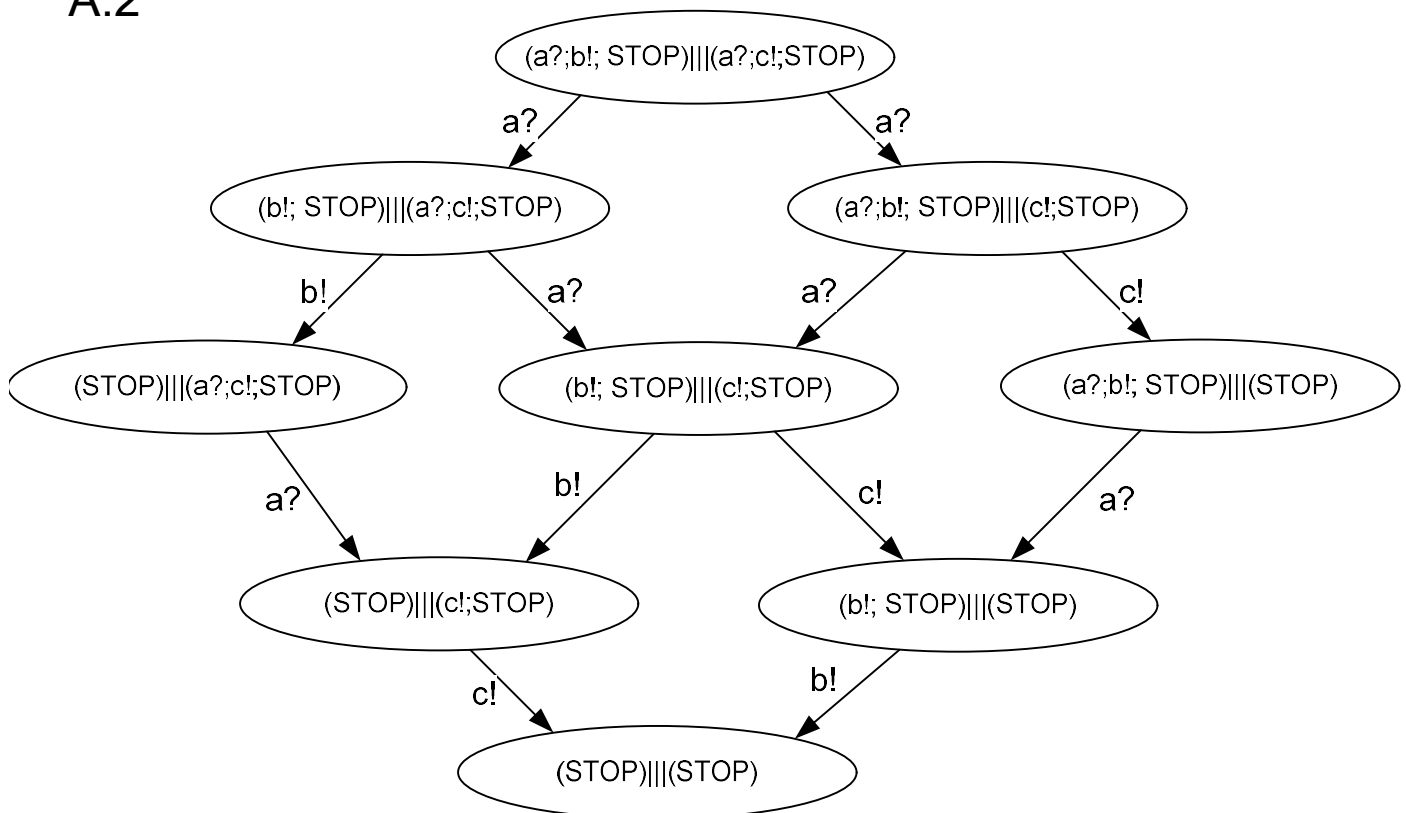 A.2
(a?;b!; STOP)|||(a?;c!;STOP)
a?
a?
(b!; STOP)|||(a?;c!;STOP)
(a?;b!; STOP)|||(c!;STOP)
b!
a?
a?
c!
(STOP)|||(a?;c!;STOP)
(b!; STOP)|||(c!;STOP)
(a?;b!; STOP)|||(STOP)
a?
b!
c!
a?
(STOP)|||(c!;STOP)
(b!; STOP)|||(STOP)
c!
b!
(STOP)|||(STOP)